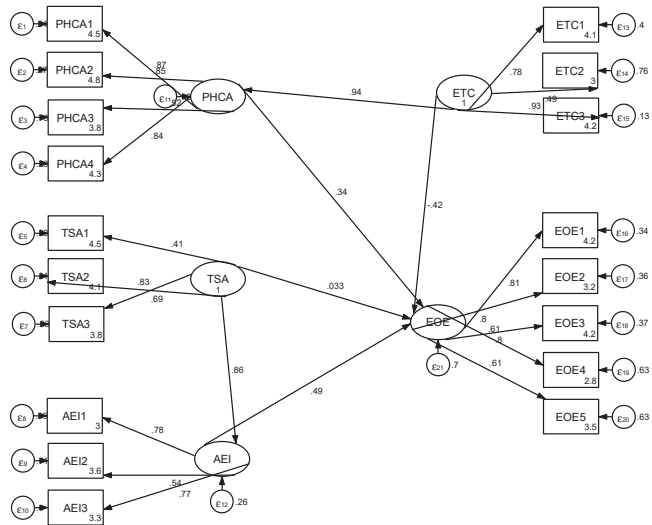 ε1
PHCA1
4.5
ε2
PHCA2
4.8
ε3
PHCA3
3.8
ε4
PHCA4
4.3
.87
.85
.84
ε11
PHCA
.94
ETC
1
.78
.49
.93
ETC1
4.1
ε13
.4
ETC2
3
ε14
.76
ETC3
4.2
ε15
.13
.34
-.42
ε5
TSA1
4.5
ε6
TSA2
4.1
ε7
TSA3
3.8
.41
.83
.69
TSA
1
.033
.86
EOE
ε21
.7
.81
.8
.61
.8
.61
EOE1
4.2
ε16
.34
EOE2
3.2
ε17
.36
EOE3
4.2
ε18
.37
EOE4
2.8
ε19
.63
EOE5
3.5
ε20
.63
.49
ε8
AEI1
3
ε9
AEI2
3.6
ε10
AEI3
3.3
.78
.54
.77
AEI
ε12
.26